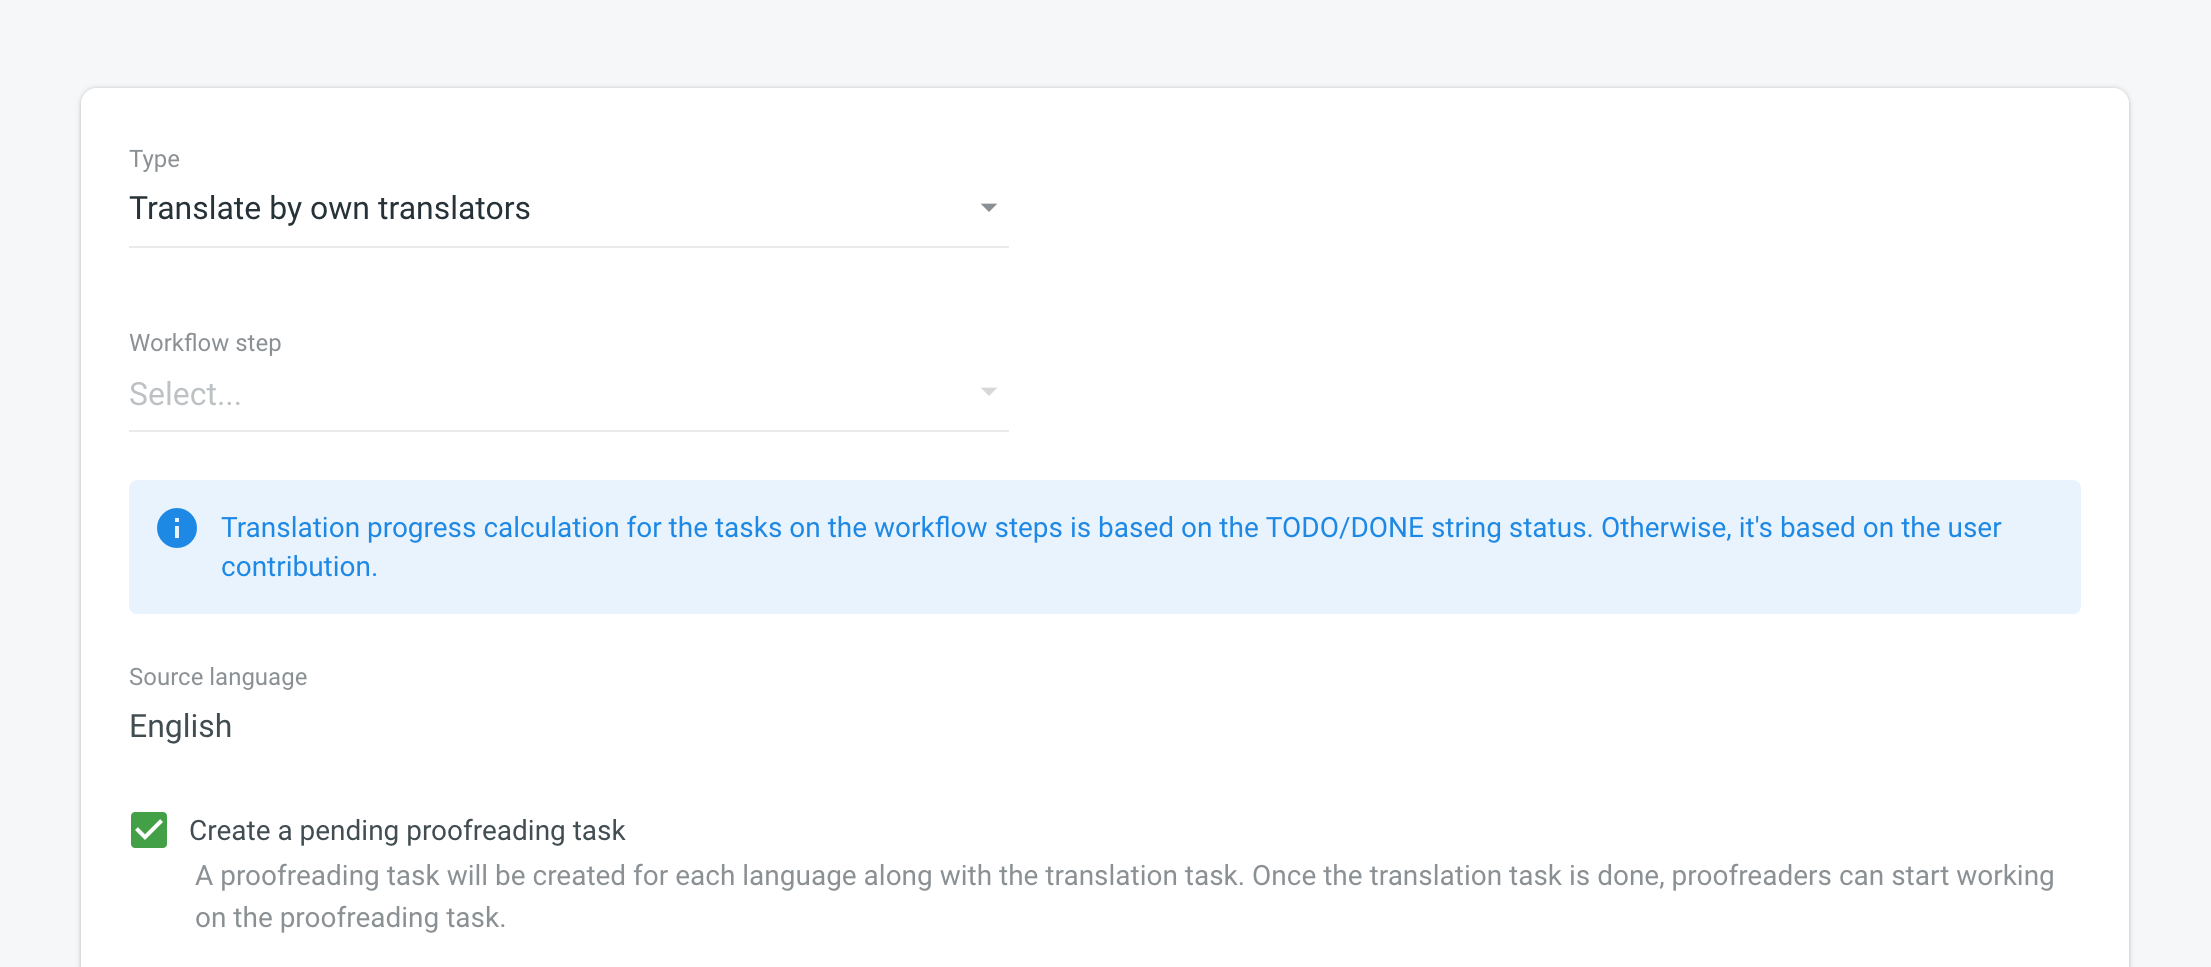 Type
Translate by own translators
Workflow step
Select...
Translation progress calculation for the tasks on the workflow steps is based on the TODO/DONE string status. Otherwise, it's based on the user
contribution.
Source language
English
Create a pending proofreading task
A proofreading task will be created for each language along with the translation task. Once the translation task is done, proofreaders can start working
on the proofreading task.